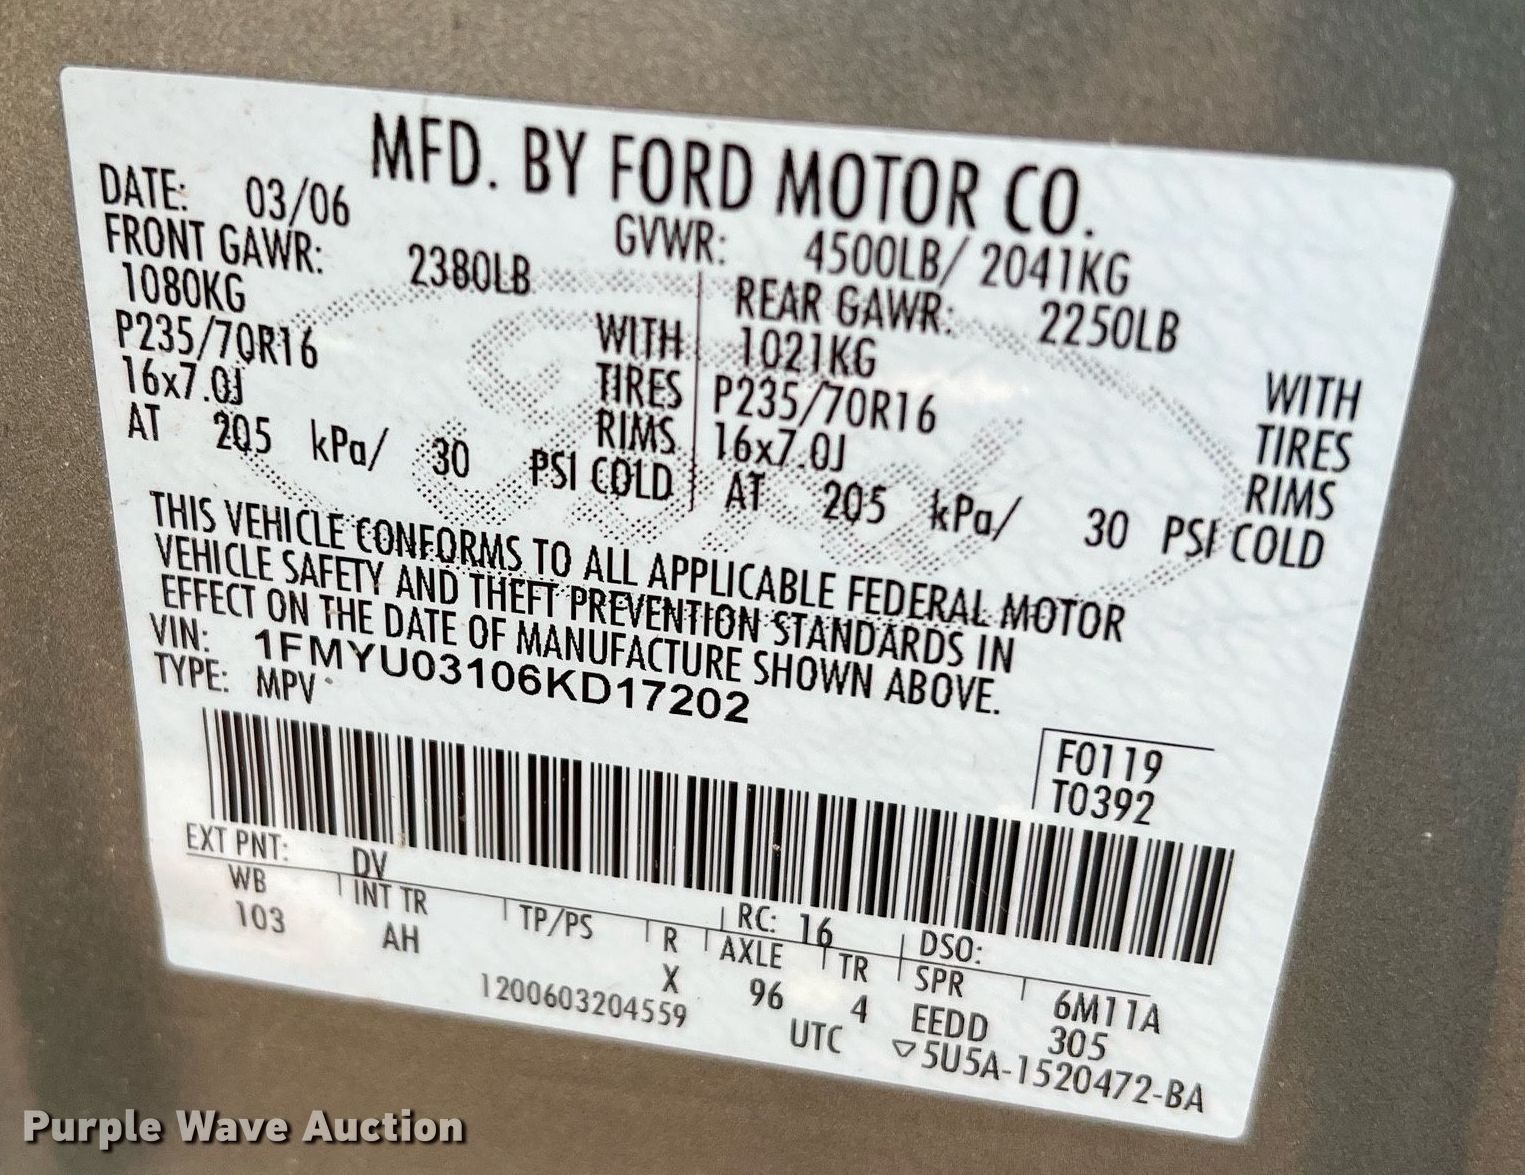 MFD. BY FORD MOTOR CO.
DATE: 03/06 GVWR: 4500LB/ 2041KG
FRONT GAWR: 2380LB REAR GAWR: 2250LB
1080KG WITH 1021KG WITH
P235/70R16 TIRES P235/70R16 TIRES
16x7.0J RIMS 16x7.0J RIMS
AT 205 kPa/ 30 PSI COLD AT 205 kPa/ 30 PSI COLD
THIS VEHICLE CONFORMS TO ALL APPLICABLE FEDERAL MOTOR
VEHICLE SAFETY AND THEFT PREVENTION STANDARDS IN
EFFECT ON THE DATE OF MANUFACTURE SHOWN ABOVE.
VIN: 1FMYU03106KD17202
TYPE: MPV
F0119
T0392
EXT PNT: DV RC: 16 DSO:
WB INT TR TP/PS R AXLE TR SPR 6M11A
103 AH X 96 4 EEDD 305
1200603204559 UTC ▽5U5A-1520472-BA
Purple Wave Auction